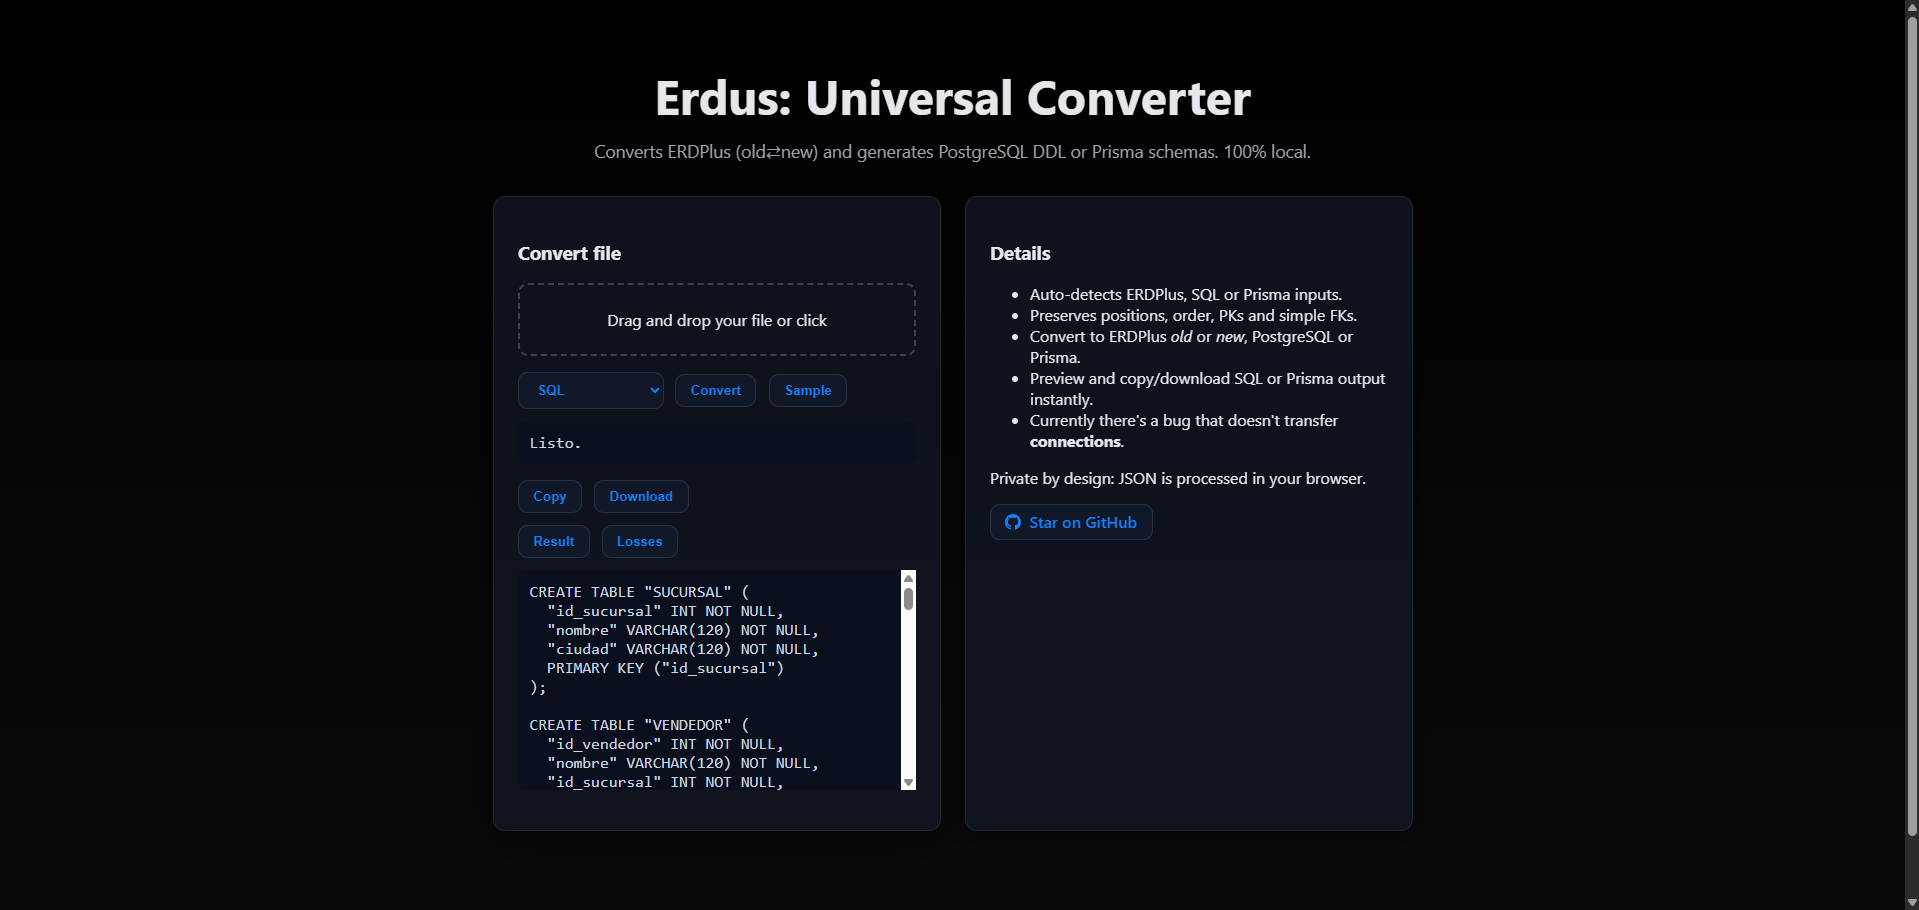 Erdus: Universal Converter
Converts ERDPlus (old⇄new) and generates PostgreSQL DDL or Prisma schemas. 100% local.
Convert file
Drag and drop your file or click
SQL
Convert
Sample
Listo.
Copy
Download
Result
Losses
CREATE TABLE "SUCURSAL" (
  "id_sucursal" INT NOT NULL,
  "nombre" VARCHAR(120) NOT NULL,
  "ciudad" VARCHAR(120) NOT NULL,
  PRIMARY KEY ("id_sucursal")
);
CREATE TABLE "VENDEDOR" (
  "id_vendedor" INT NOT NULL,
  "nombre" VARCHAR(120) NOT NULL,
  "id_sucursal" INT NOT NULL,
Details
• Auto-detects ERDPlus, SQL or Prisma inputs.
• Preserves positions, order, PKs and simple FKs.
• Convert to ERDPlus old or new, PostgreSQL or
Prisma.
• Preview and copy/download SQL or Prisma output
instantly.
• Currently there's a bug that doesn't transfer
connections.
Private by design: JSON is processed in your browser.
Star on GitHub